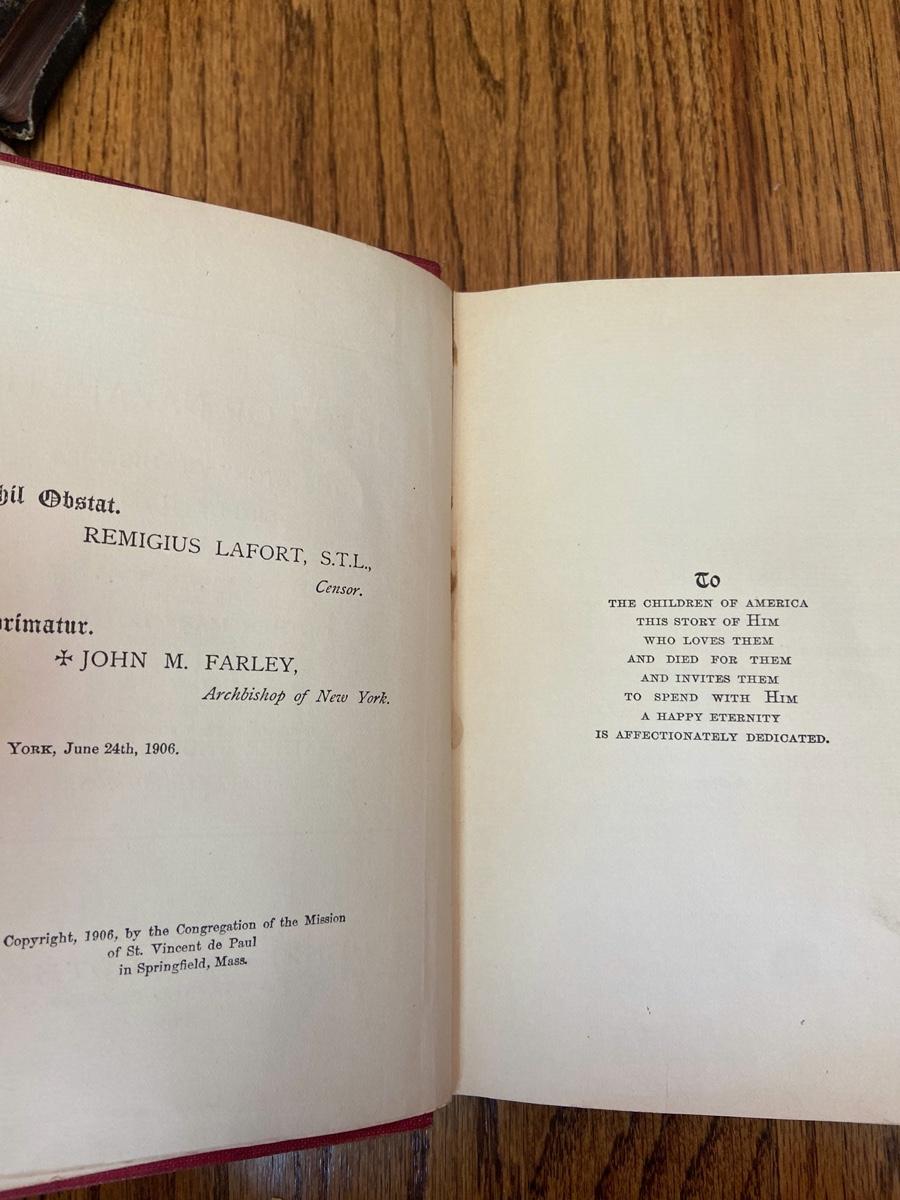 hil Obstat.
REMIGIUS LAFORT, S.T.L.,
Censor.
rimatur.
✠ JOHN M. FARLEY,
Archbishop of New York.
YORK, June 24th, 1906.
Copyright, 1906, by the Congregation of the Mission
of St. Vincent de Paul
in Springfield, Mass.
To
THE CHILDREN OF AMERICA
THIS STORY OF HIM
WHO LOVES THEM
AND DIED FOR THEM
AND INVITES THEM
TO SPEND WITH HIM
A HAPPY ETERNITY
IS AFFECTIONATELY DEDICATED.